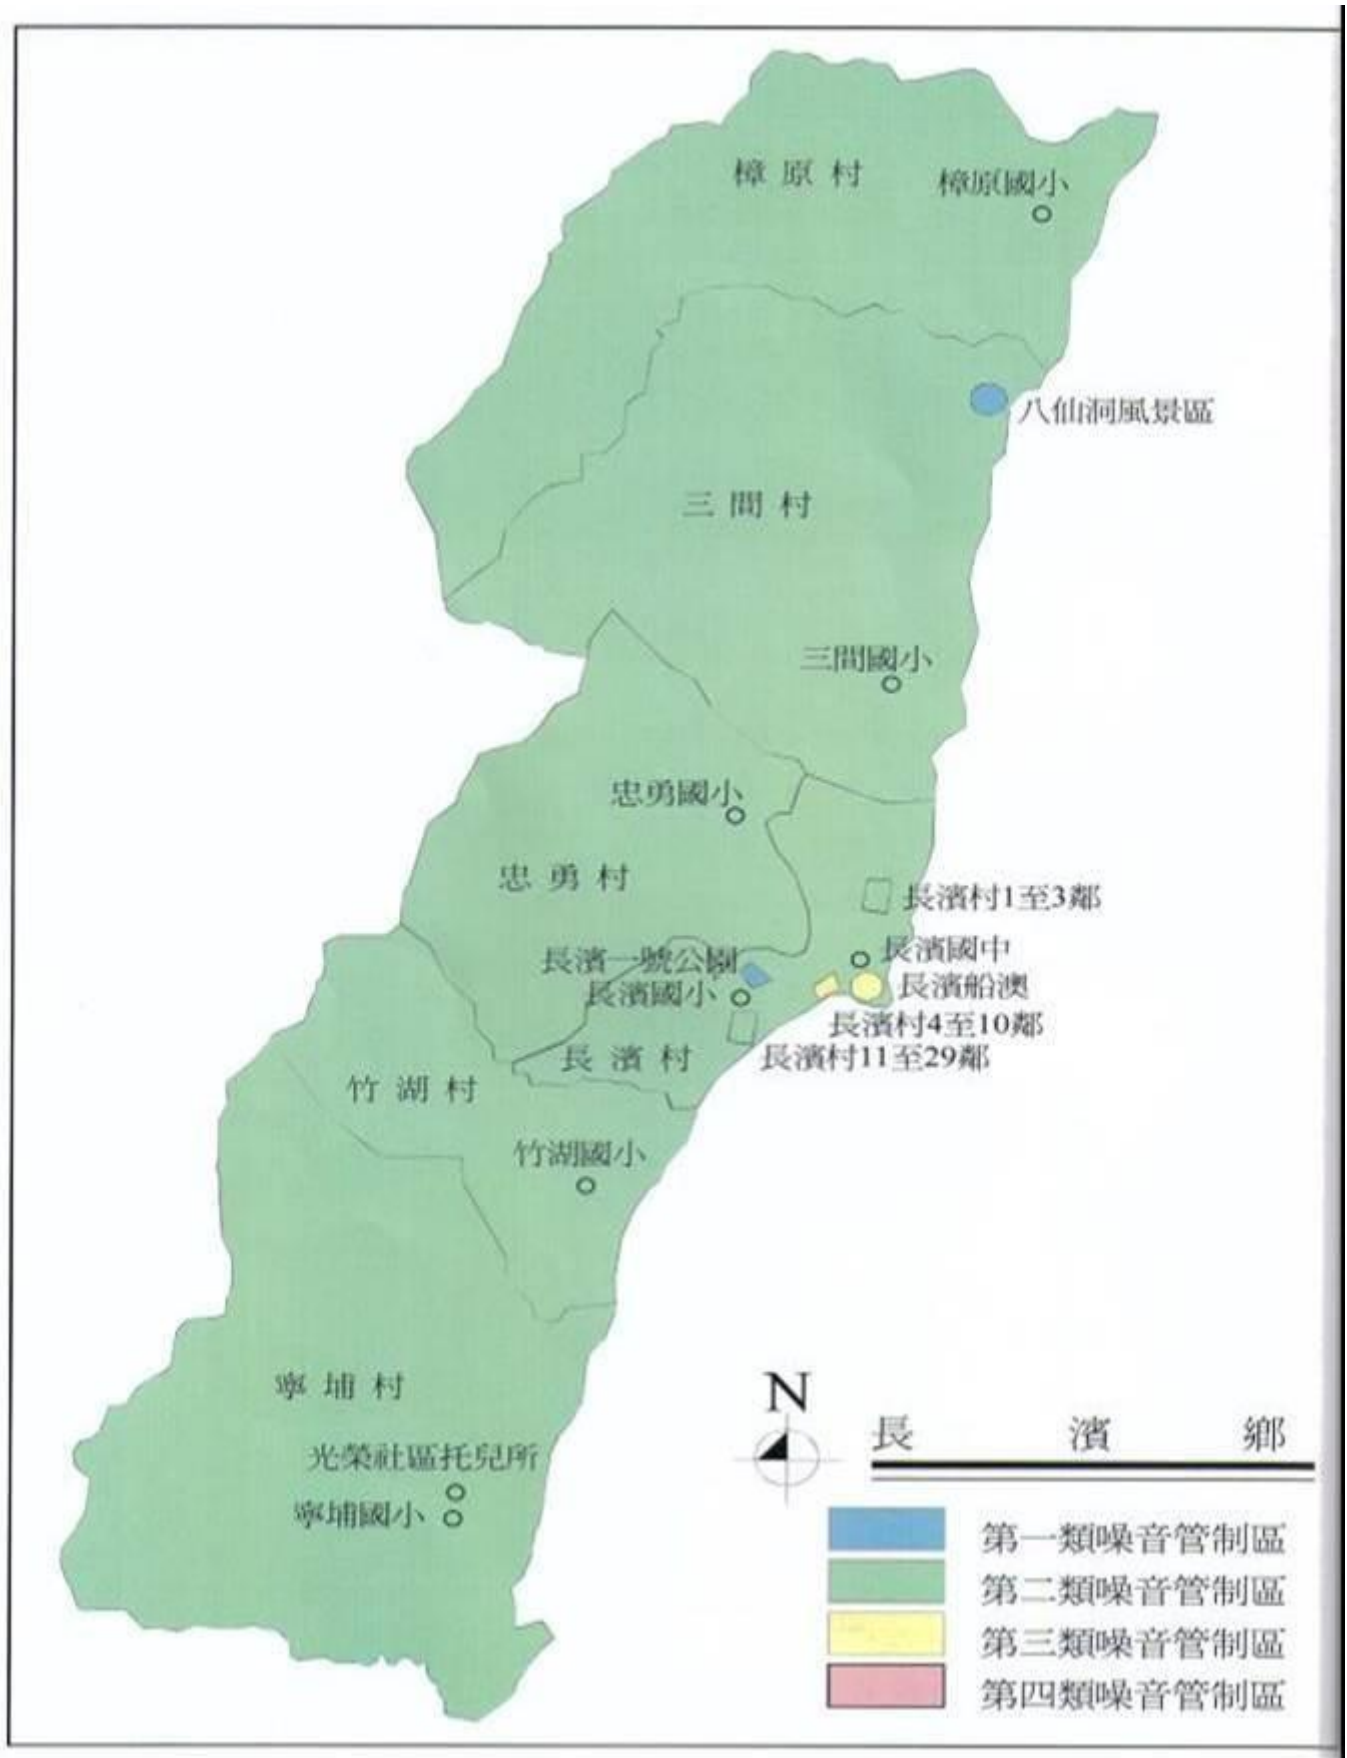 樟原村
樟原國小
八仙洞風景區
三間村
三間國小
忠勇國小
忠勇村
長濱村1至3鄰
長濱國中
長濱一號公園
長濱船澳
長濱國小
長濱村4至10鄰
長濱村
長濱村11至29鄰
竹湖村
竹湖國小
寧埔村
光榮社區托兒所
寧埔國小
N
長濱鄉
第一類噪音管制區
第二類噪音管制區
第三類噪音管制區
第四類噪音管制區